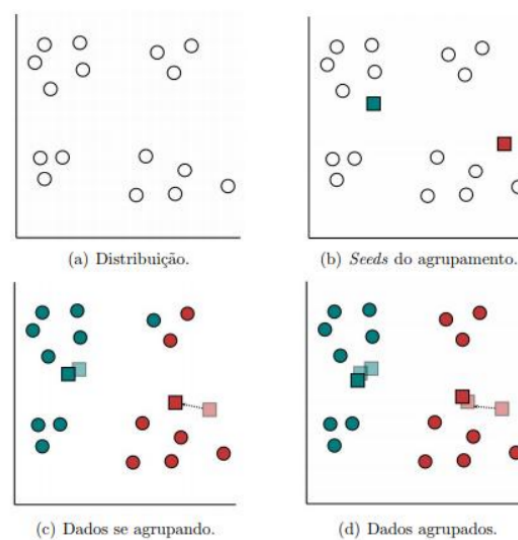 (a) Distribuição.
(b) Seeds do agrupamento.
(c) Dados se agrupando.
(d) Dados agrupados.